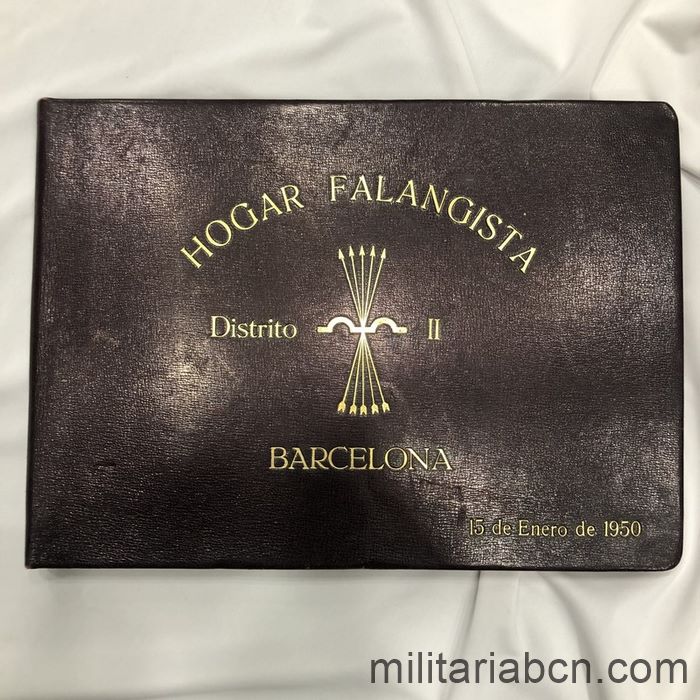 HOGAR FALANGISTA
Distrito II
BARCELONA
15 de Enero de 1950
militariabcn.com